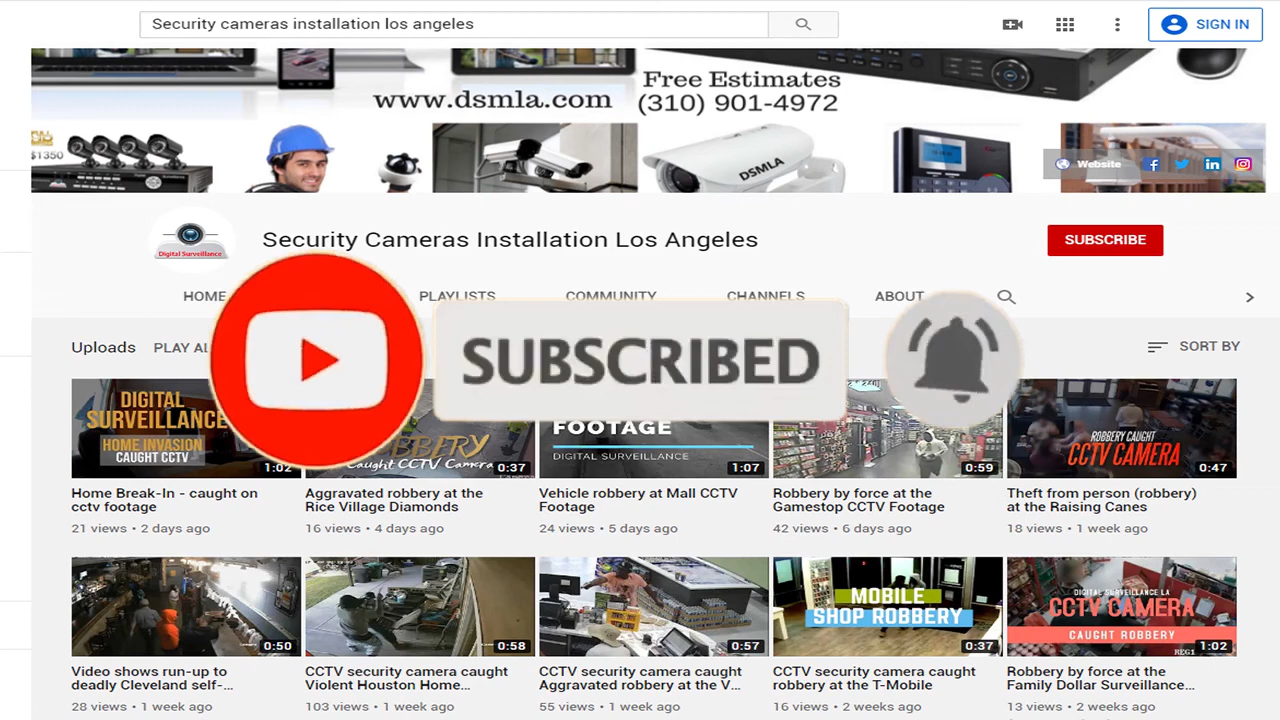 Security cameras installation los angeles
SIGN IN
www.dsmla.com
Free Estimates
(310) 901-4972
$1350
DSMLA
Website
Digital Surveillance
Security Cameras Installation Los Angeles
SUBSCRIBE
HOME
PLAYLISTS
COMMUNITY
CHANNELS
ABOUT
SUBSCRIBED
Uploads
PLAY AL
SORT BY
DIGITAL
SURVEILLANCE
HOME INVASION
CAUGHT CCTV
1:02
ROBBERY
Caught CCTV Camera
0:37
FOOTAGE
DIGITAL SURVEILLANCE
1:07
0:59
ROBBERY CAUGHT
CCTV CAMERA
0:47
Home Break-In - caught on
cctv footage
21 views • 2 days ago
Aggravated robbery at the
Rice Village Diamonds
16 views • 4 days ago
Vehicle robbery at Mall CCTV
Footage
24 views • 5 days ago
Robbery by force at the
Gamestop CCTV Footage
42 views • 6 days ago
Theft from person (robbery)
at the Raising Canes
18 views • 1 week ago
0:50
0:58
0:57
MOBILE
SHOP ROBBERY
0:37
DIGITAL SURVEILLANCE LA
CCTV CAMERA
CAUGHT ROBBERY
REG1
1:02
Video shows run-up to
deadly Cleveland self-...
28 views • 1 week ago
CCTV security camera caught
Violent Houston Home...
103 views • 1 week ago
CCTV security camera caught
Aggravated robbery at the V...
55 views • 1 week ago
CCTV security camera caught
robbery at the T-Mobile
16 views • 2 weeks ago
Robbery by force at the
Family Dollar Surveillance...
13 views • 2 weeks ago